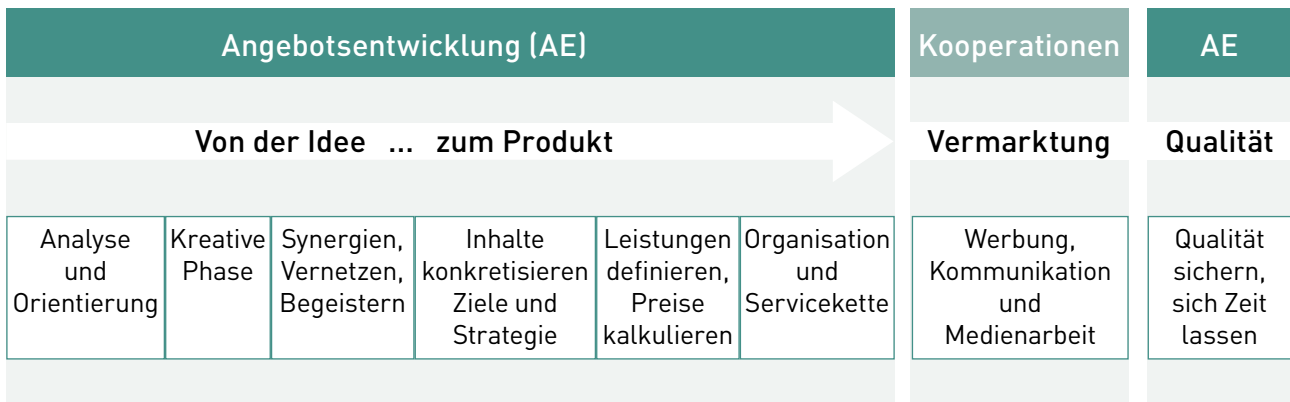 Angebotsentwicklung (AE)
Kooperationen
AE
Von der Idee ... zum Produkt
Vermarktung
Qualität
Analyse
und
Orientierung
Kreative
Phase
Synergien,
Vernetzen,
Begeistern
Inhalte
konkretisieren
Ziele und
Strategie
Leistungen
definieren,
Preise
kalkulieren
Organisation
und
Servicekette
Werbung,
Kommunikation
und
Medienarbeit
Qualität
sichern,
sich Zeit
lassen